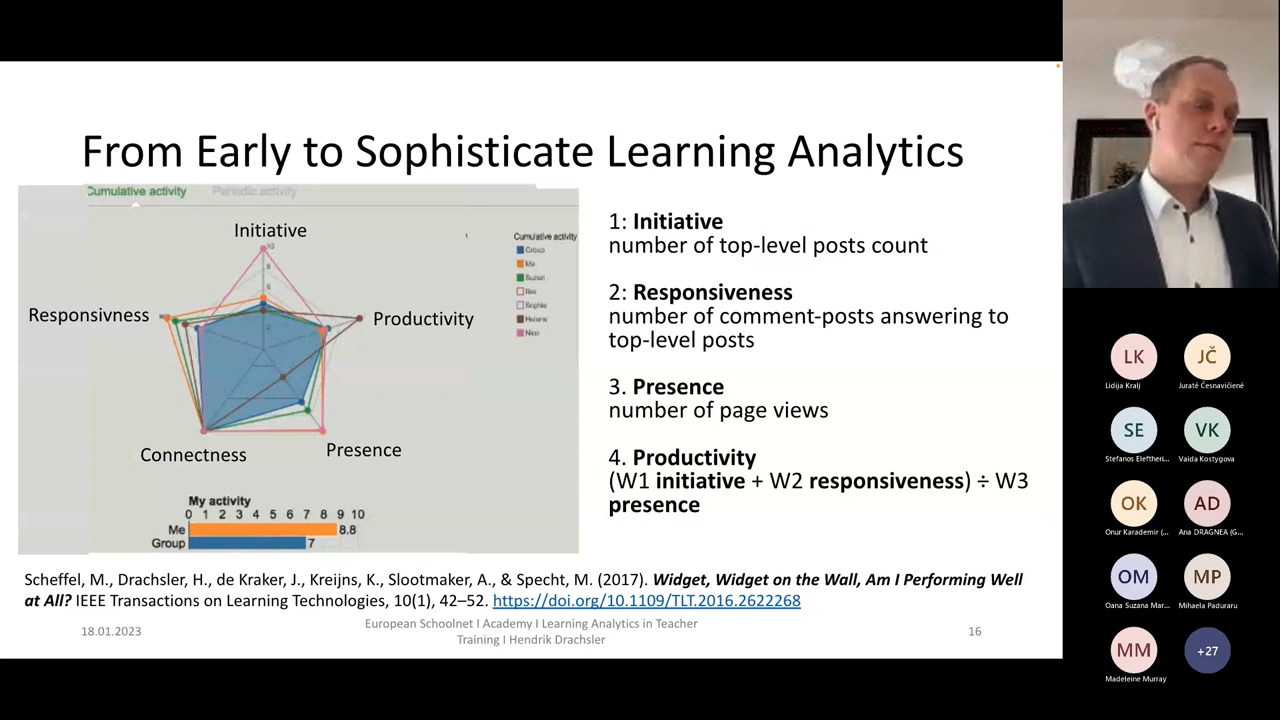 From Early to Sophisticate Learning Analytics
Cumulative activity
Periodic activity
Initiative
10
8
6
2
Responsivness
Productivity
Connectness
Presence
Cumulative activity
Group
Me
Suzan
Sophie
Helena
Nico
My activity
0 1 2 3 4 5 6 7 8 9 10
Me 8.8
Group 7
1: Initiative
number of top-level posts count
2: Responsiveness
number of comment-posts answering to
top-level posts
3. Presence
number of page views
4. Productivity
(W1 initiative + W2 responsiveness) ÷ W3
presence
Scheffel, M., Drachsler, H., de Kraker, J., Kreijns, K., Slootmaker, A., & Specht, M. (2017). Widget, Widget on the Wall, Am I Performing Well
at All? IEEE Transactions on Learning Technologies, 10(1), 42–52. https://doi.org/10.1109/TLT.2016.2622268
18.01.2023
European Schoolnet I Academy I Learning Analytics in Teacher
Training I Hendrik Drachsler
16
LK
Lidija Kralj
JČ
Juratė Česnavičienė
SE
Stefanos Eleftheri...
VK
Vaida Kostygova
OK
Onur Karademir (...
AD
Ana DRAGNEA (G...
OM
Oana Suzana Mar...
MP
Mihaela Paduraru
MM
Madeleine Murray
+27